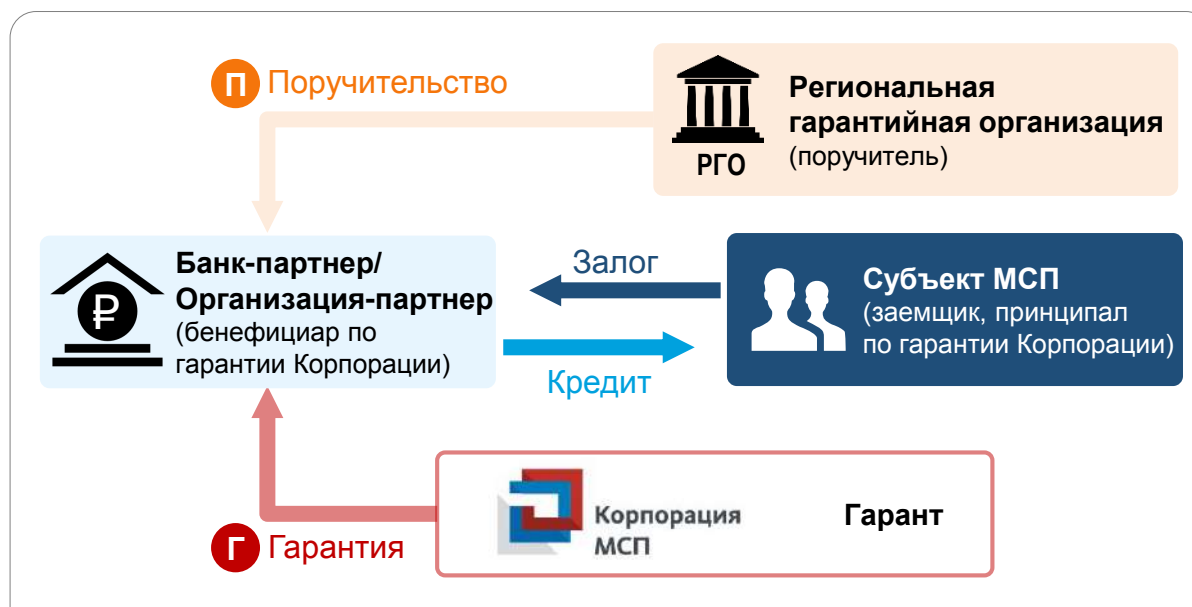 П Поручительство
Региональная
гарантийная организация
(поручитель)
РГО
Банк-партнер/
Организация-партнер
(бенефициар по
гарантии Корпорации)
₽
Залог
Кредит
Субъект МСП
(заемщик, принципал
по гарантии Корпорации)
Корпорация
МСП
Гарант
Г Гарантия